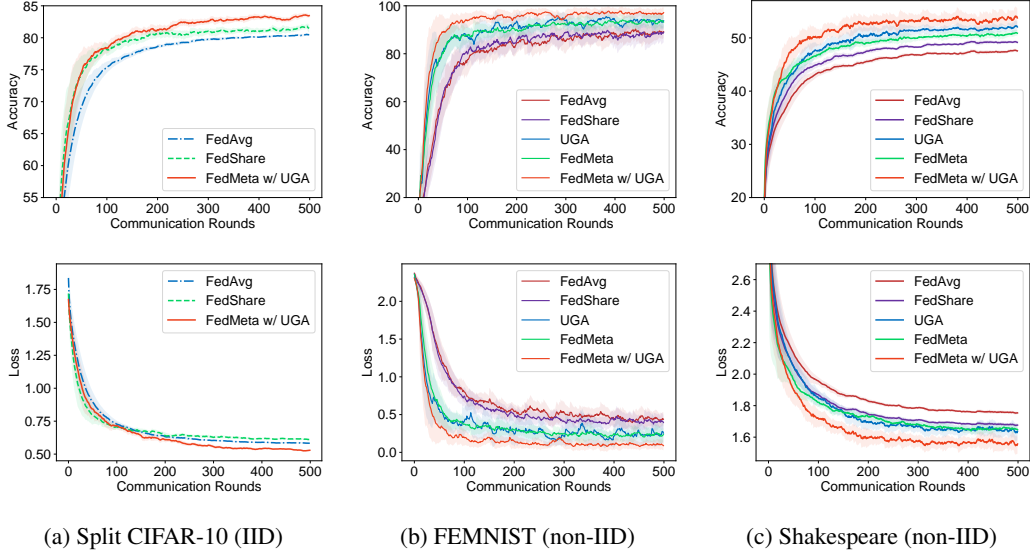 85
80
75
70
65
60
55
Accuracy
FedAvg
FedShare
FedMeta w/ UGA
0 100 200 300 400 500
Communication Rounds
100
80
60
40
20
Accuracy
FedAvg
FedShare
UGA
FedMeta
FedMeta w/ UGA
0 100 200 300 400 500
Communication Rounds
50
40
30
20
Accuracy
FedAvg
FedShare
UGA
FedMeta
FedMeta w/ UGA
0 100 200 300 400 500
Communication Rounds
1.75
1.50
1.25
1.00
0.75
0.50
Loss
FedAvg
FedShare
FedMeta w/ UGA
0 100 200 300 400 500
Communication Rounds
2.0
1.5
1.0
0.5
0.0
Loss
FedAvg
FedShare
UGA
FedMeta
FedMeta w/ UGA
0 100 200 300 400 500
Communication Rounds
2.6
2.4
2.2
2.0
1.8
1.6
Loss
FedAvg
FedShare
UGA
FedMeta
FedMeta w/ UGA
0 100 200 300 400 500
Communication Rounds
(a) Split CIFAR-10 (IID)
(b) FEMNIST (non-IID)
(c) Shakespeare (non-IID)